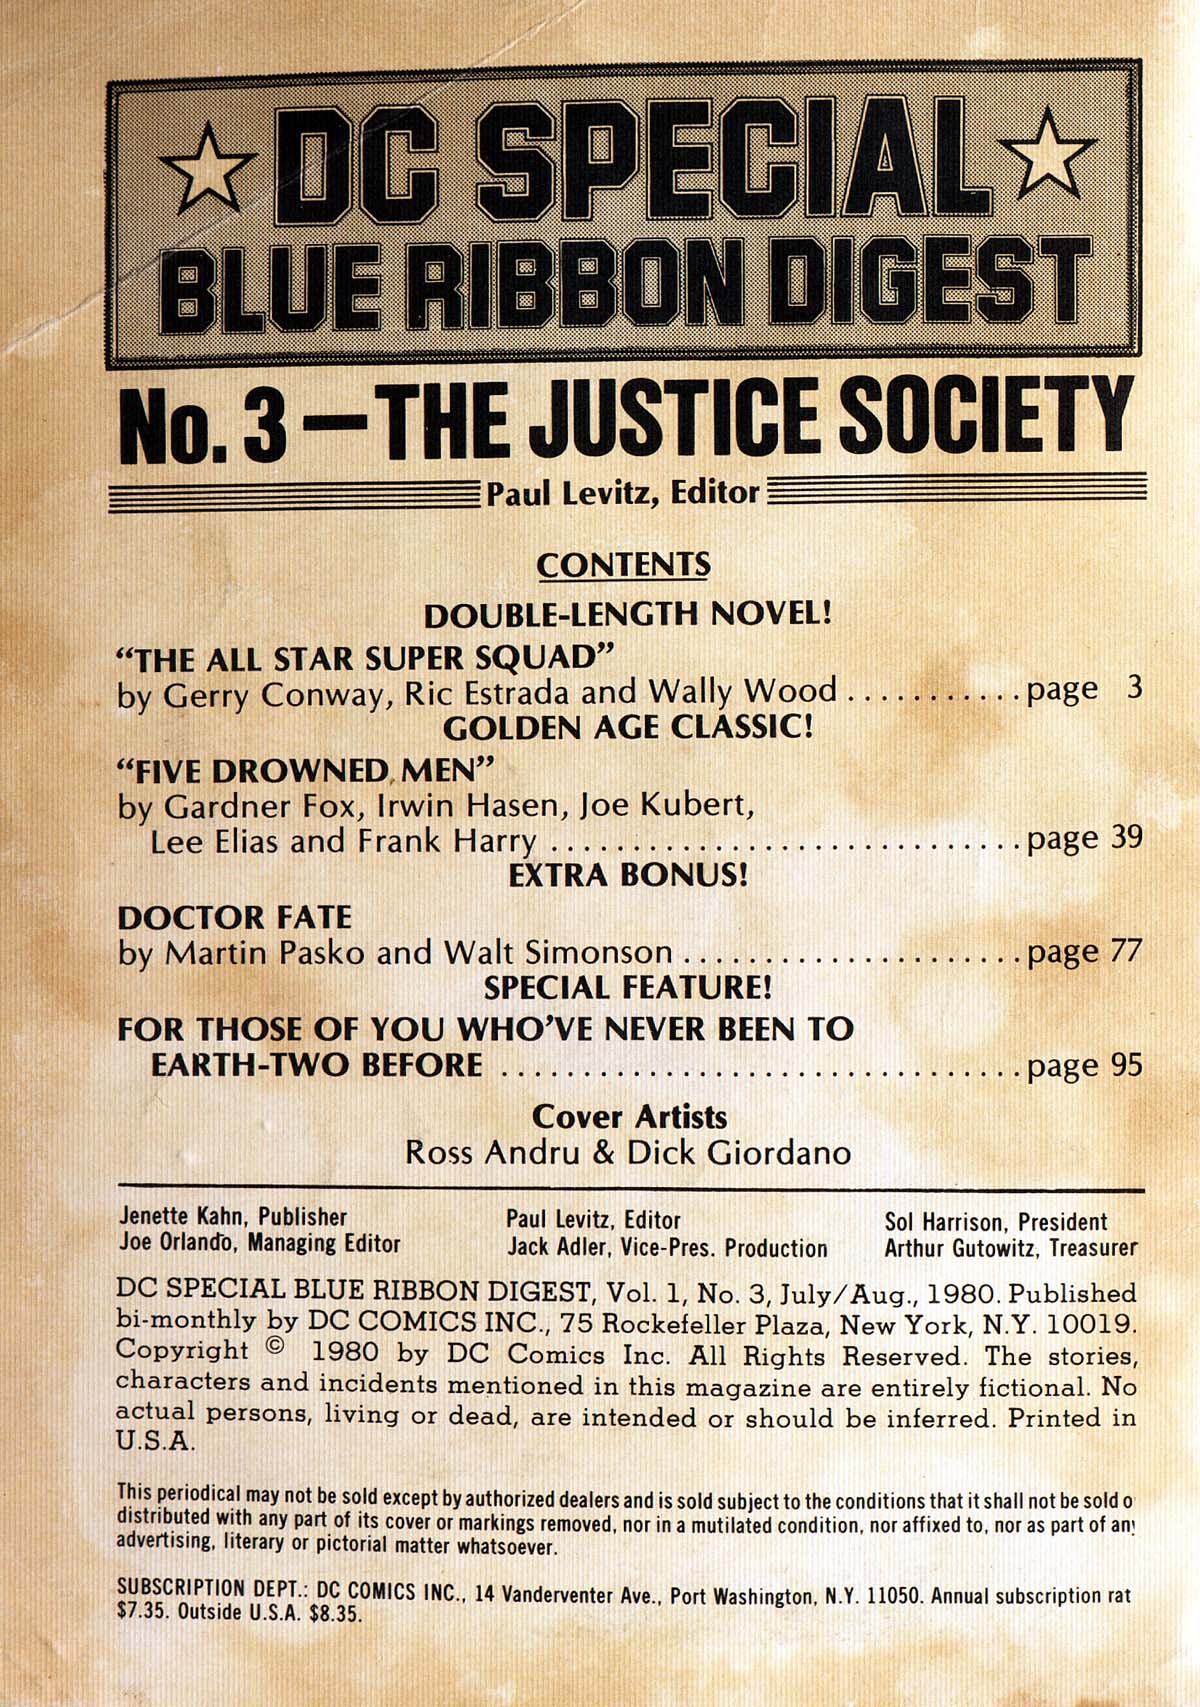 DC SPECIAL
BLUE RIBBON DIGEST
No. 3 — THE JUSTICE SOCIETY
Paul Levitz, Editor
CONTENTS
DOUBLE-LENGTH NOVEL!
“THE ALL STAR SUPER SQUAD”
by Gerry Conway, Ric Estrada and Wally Wood . . . . . . . . . . . page 3
GOLDEN AGE CLASSIC!
“FIVE DROWNED MEN”
by Gardner Fox, Irwin Hasen, Joe Kubert,
Lee Elias and Frank Harry . . . . . . . . . . . . . . . . . . . . . . . . . . . . . page 39
EXTRA BONUS!
DOCTOR FATE
by Martin Pasko and Walt Simonson . . . . . . . . . . . . . . . . . . . . . page 77
SPECIAL FEATURE!
FOR THOSE OF YOU WHO’VE NEVER BEEN TO
EARTH-TWO BEFORE . . . . . . . . . . . . . . . . . . . . . . . . . . . . . . . . page 95
Cover Artists
Ross Andru & Dick Giordano
Jenette Kahn, Publisher Paul Levitz, Editor Sol Harrison, President
Joe Orlando, Managing Editor Jack Adler, Vice-Pres. Production Arthur Gutowitz, Treasurer
DC SPECIAL BLUE RIBBON DIGEST, Vol. 1, No. 3, July/Aug., 1980. Published
bi-monthly by DC COMICS INC., 75 Rockefeller Plaza, New York, N.Y. 10019.
Copyright © 1980 by DC Comics Inc. All Rights Reserved. The stories,
characters and incidents mentioned in this magazine are entirely fictional. No
actual persons, living or dead, are intended or should be inferred. Printed in
U.S.A.
This periodical may not be sold except by authorized dealers and is sold subject to the conditions that it shall not be sold o
distributed with any part of its cover or markings removed, nor in a mutilated condition, nor affixed to, nor as part of any
advertising, literary or pictorial matter whatsoever.
SUBSCRIPTION DEPT.: DC COMICS INC., 14 Vanderventer Ave., Port Washington, N.Y. 11050. Annual subscription rat
$7.35. Outside U.S.A. $8.35.